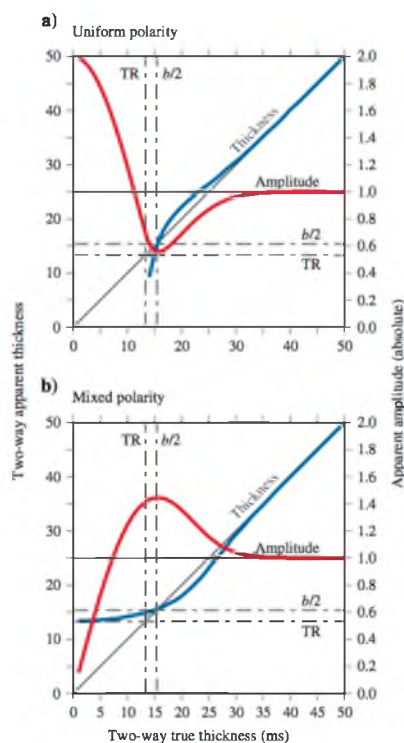 a)
Uniform polarity
50
40
30
20
10
0
2.0
1.8
1.6
1.4
1.2
1.0
0.8
0.6
0.4
0.2
0.0
TR
b/2
Thickness
Amplitude
b/2
TR
0
10
15
20
25
30
35
40
50
b)
Mixed polarity
50
40
30
20
10
0
2.0
1.8
1.6
1.4
1.2
1.0
0.8
0.6
0.4
0.2
0.0
TR
b/2
Thickness
Amplitude
b/2
TR
0
5
10
15
20
25
30
35
40
45
50
Two-way true thickness (ms)
Two-way apparent thickness
Apparent amplitude (absolute)